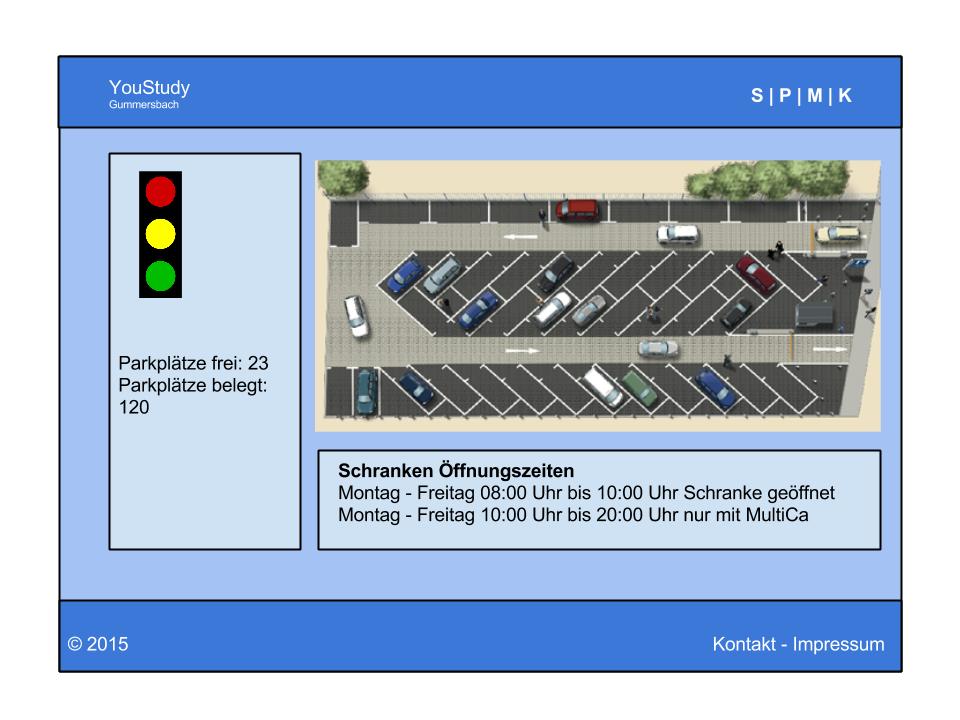 YouStudy
Gummersbach
S | P | M | K
Parkplätze frei: 23
Parkplätze belegt:
120
Schranken Öffnungszeiten
Montag - Freitag 08:00 Uhr bis 10:00 Uhr Schranke geöffnet
Montag - Freitag 10:00 Uhr bis 20:00 Uhr nur mit MultiCa
© 2015
Kontakt - Impressum